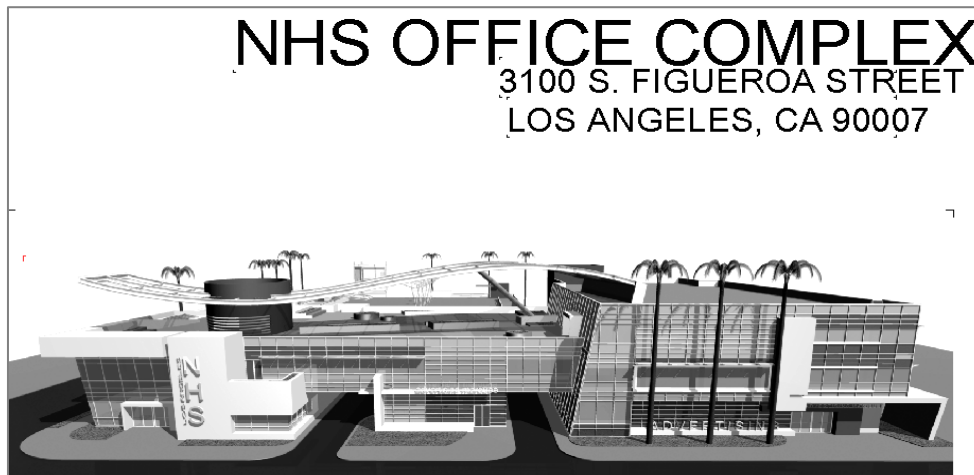 NHS OFFICE COMPLEX
3100 S. FIGUEROA STREET
LOS ANGELES, CA 90007
r
NHS
ADVERTISING